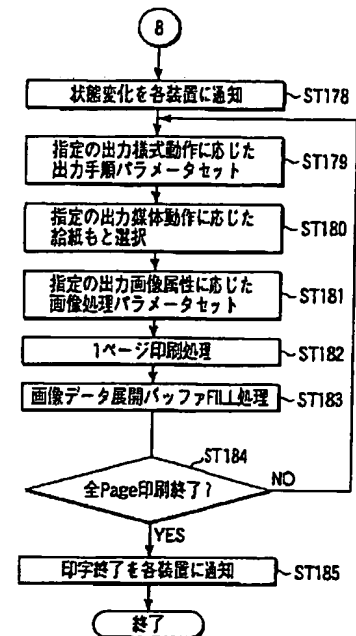 8
状態変化を各装置に通知
ST178
指定の出力様式動作に応じた
出力手順パラメータセット
ST179
指定の出力媒体動作に応じた
給紙もと選択
ST180
指定の出力画像属性に応じた
画像処理パラメータセット
ST181
1ページ印刷処理
ST182
画像データ展開バッファFILL処理
ST183
ST184
全Page印刷終了?
NO
YES
印字終了を各装置に通知
ST185
終了